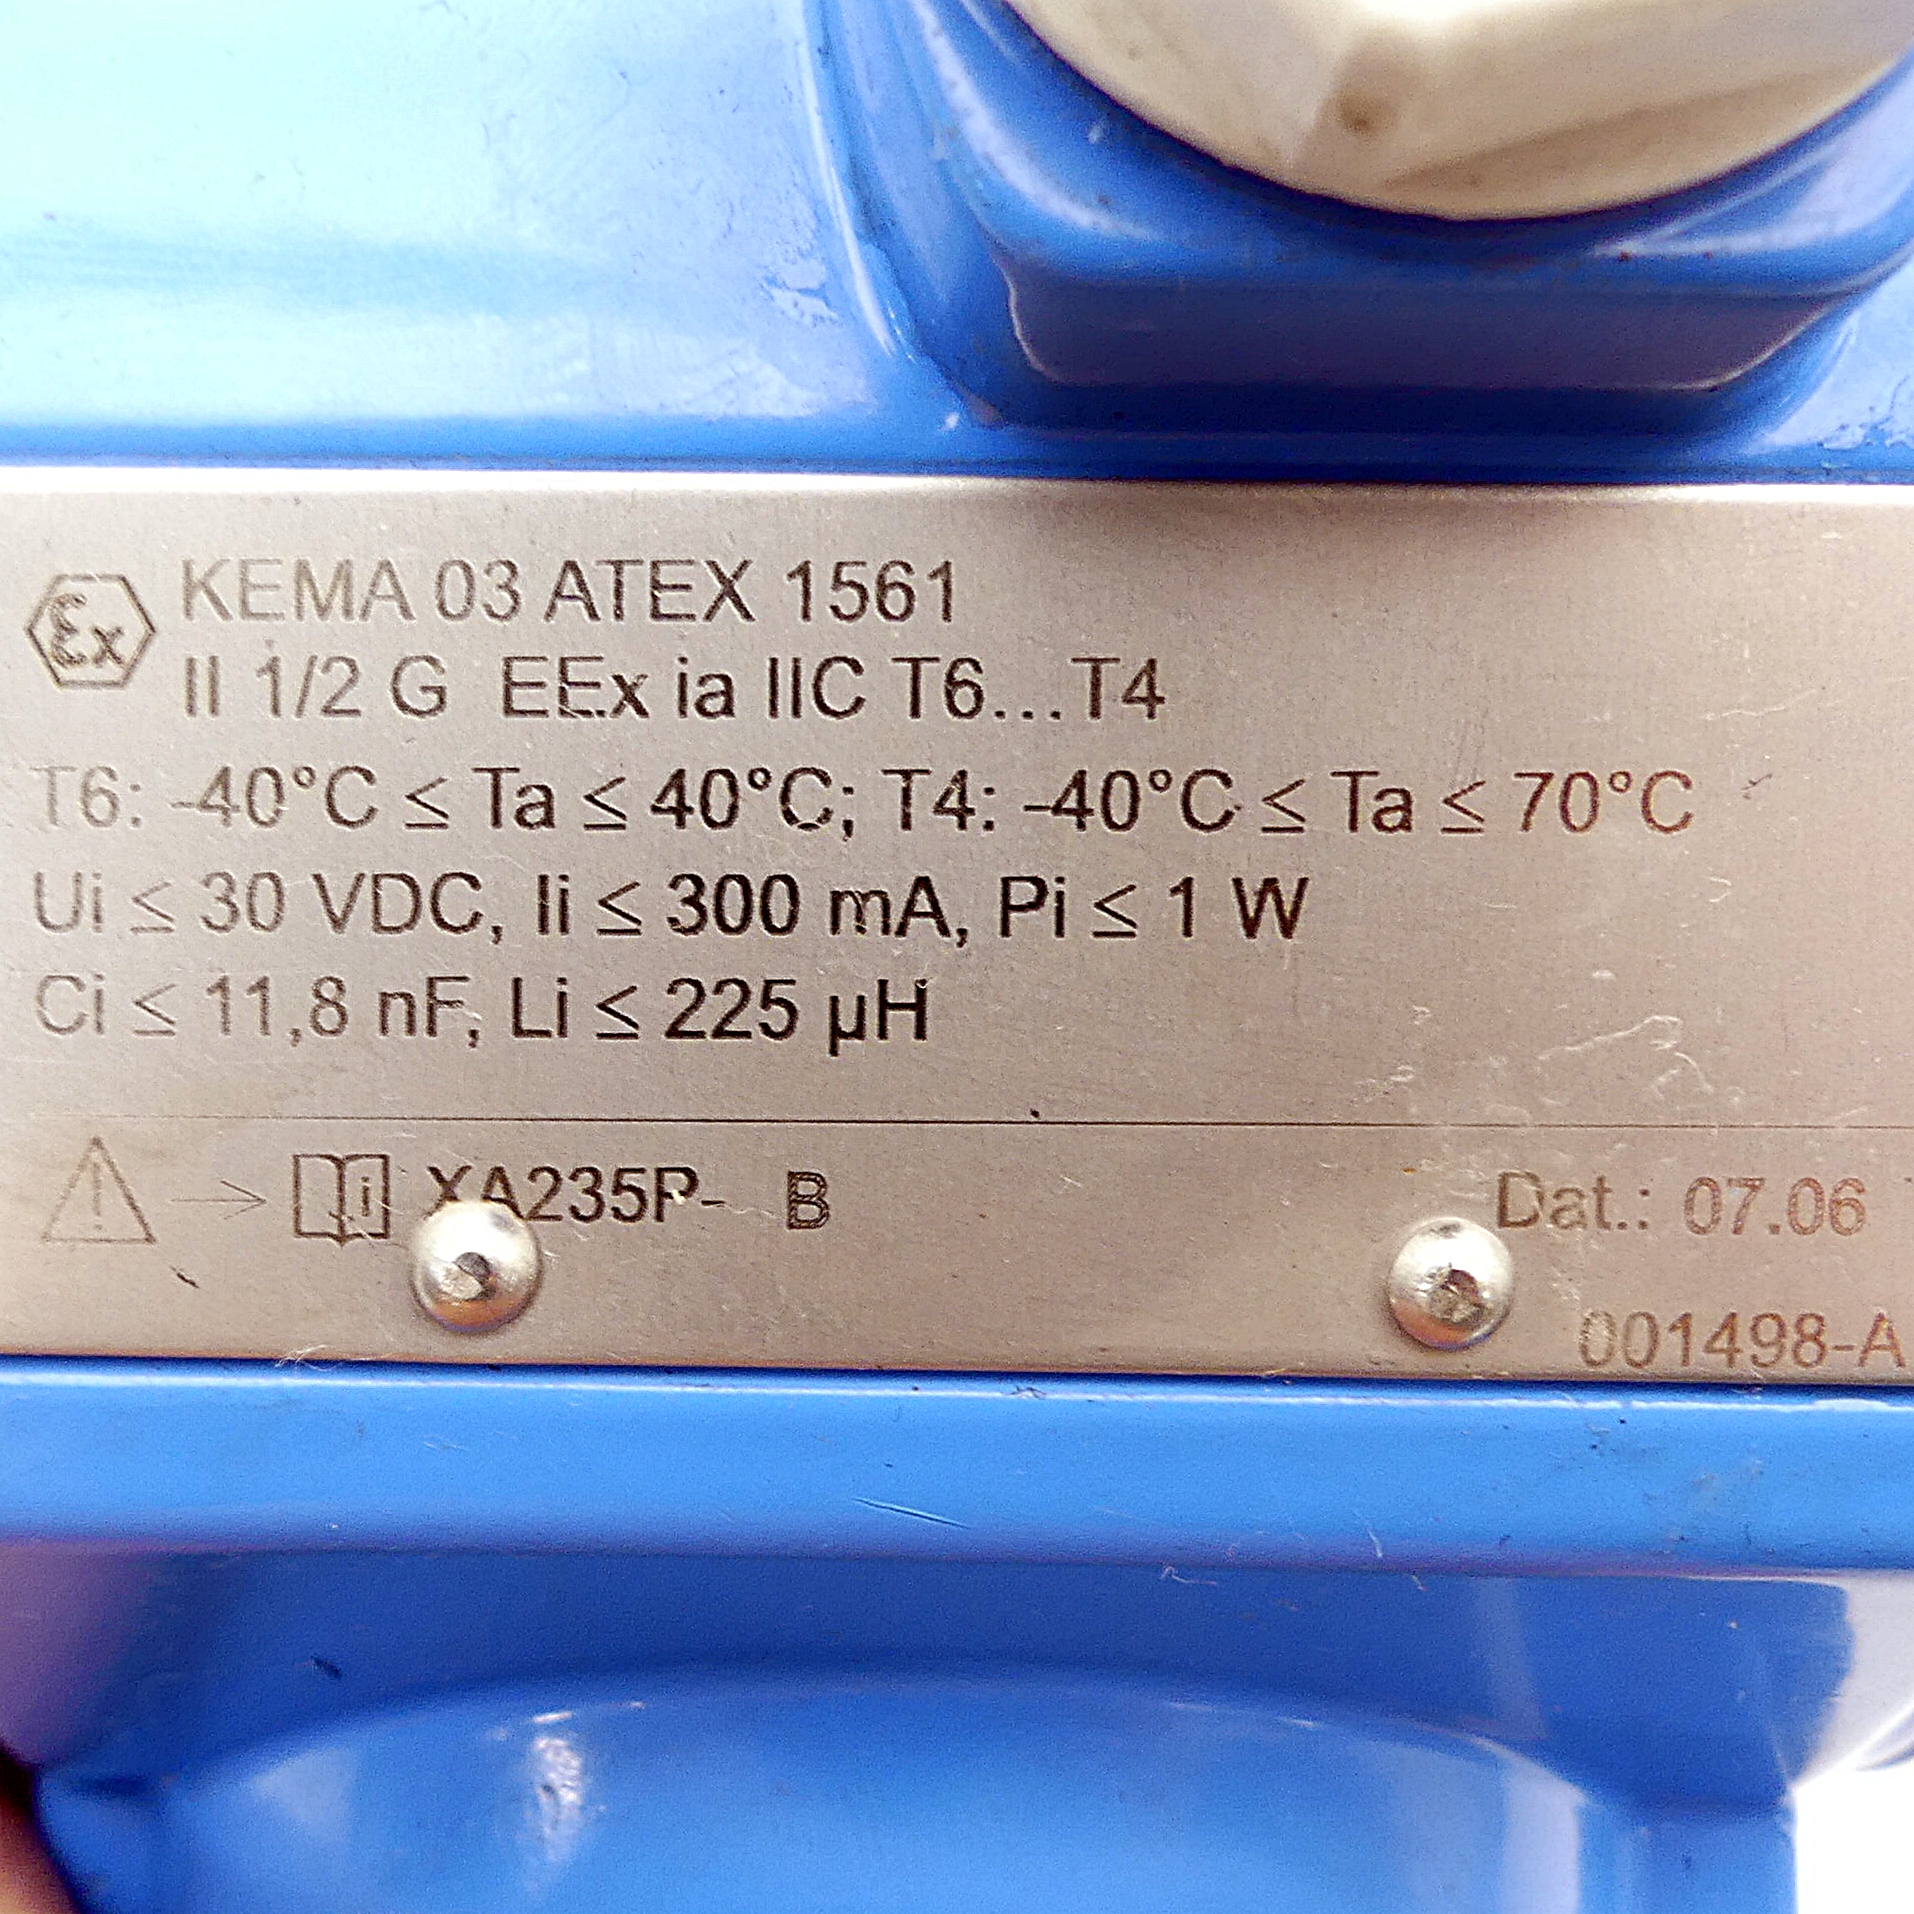 Ex KEMA 03 ATEX 1561
II 1/2 G EEx ia IIC T6...T4
T6: -40°C ≤ Ta ≤ 40°C; T4: -40°C ≤ Ta ≤ 70°C
Ui ≤ 30 VDC, Ii ≤ 300 mA, Pi ≤ 1 W
Ci ≤ 11,8 nF, Li ≤ 225 µH
i XA235P- B Dat.: 07.06
001498-A